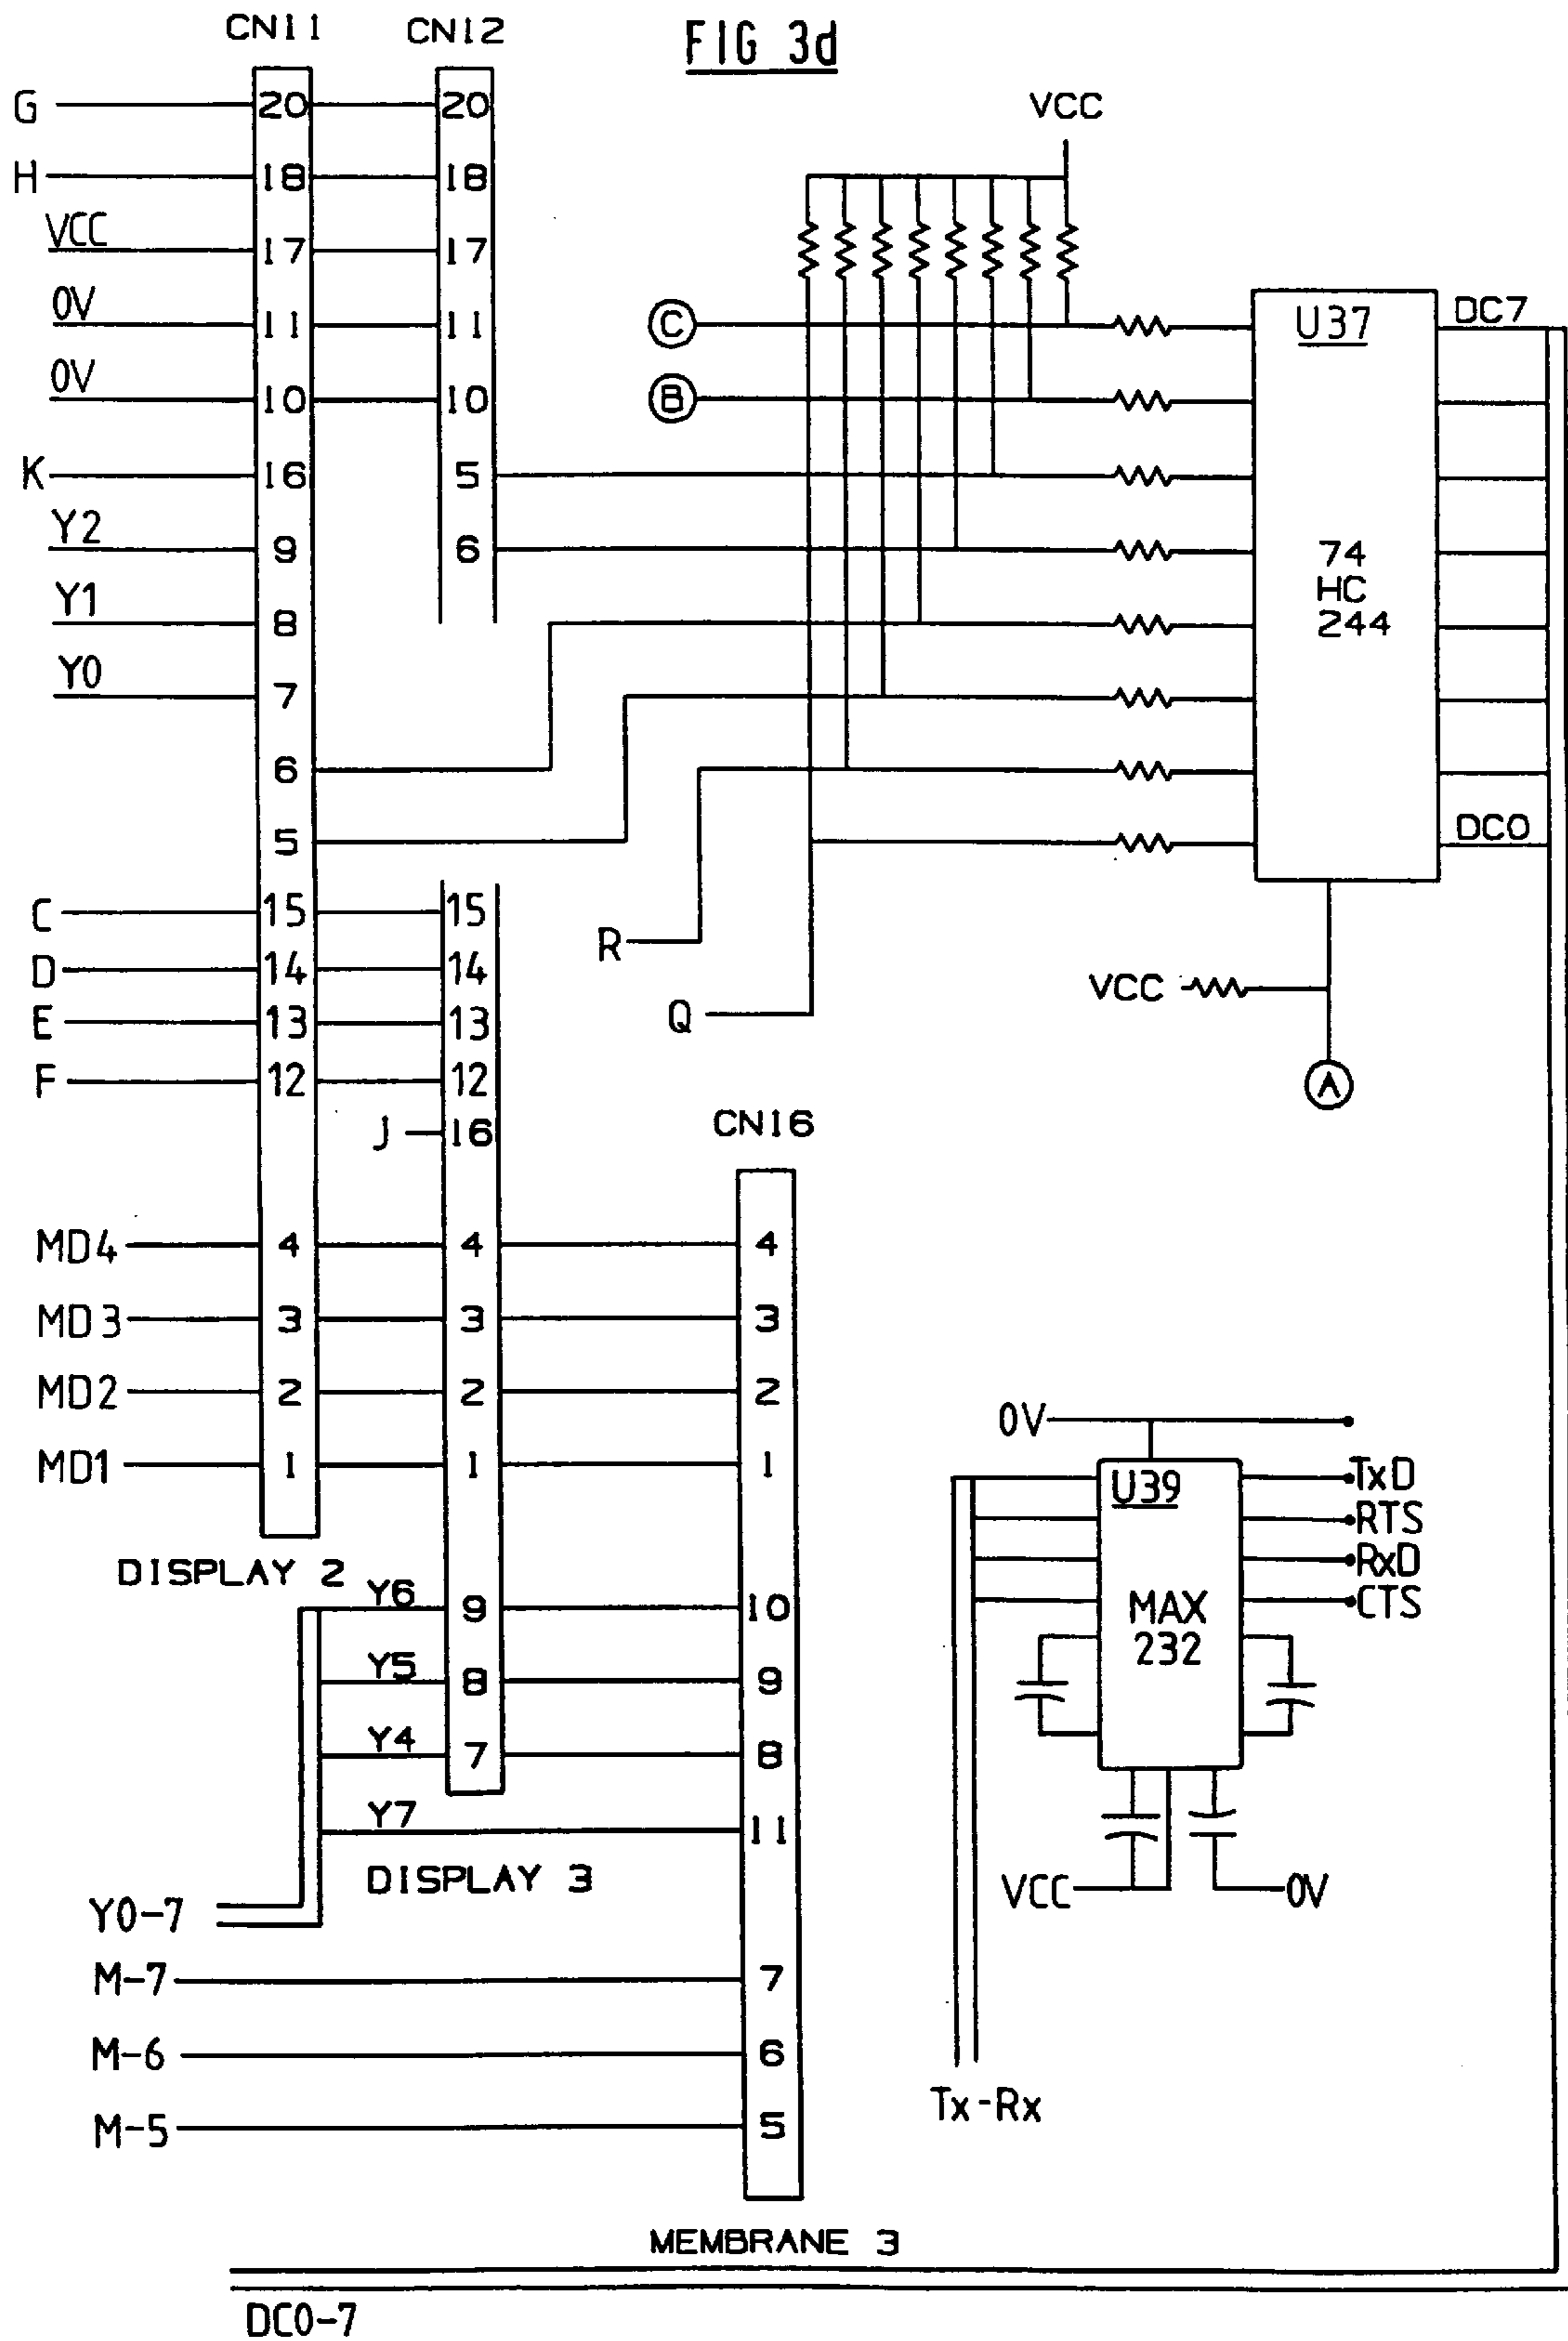 FIG 3d
CN11 CN12
G 20 20
VCC
H 18 18
VCC 17 17
0V 11 11
C
U37 DC7
0V 10 10
B
K 16 5
Y2 9 6
74
HC
244
Y1 8
Y0 7
6
5
DC0
C 15 15
R
D 14 14
VCC
E 13 13
Q
F 12 12
A
J 16
CN16
MD4 4 4 4
MD3 3 3 3
MD2 2 2 2
MD1 1 1 1
0V
U39
MAX
232
TxD
RTS
RxD
CTS
VCC
0V
DISPLAY 2
Y6 9 10
Y5 8 9
Y4 7 8
Y7 11
DISPLAY 3
Y0-7
M-7 7
M-6 6
M-5 5
Tx-Rx
MEMBRANE 3
DC0-7